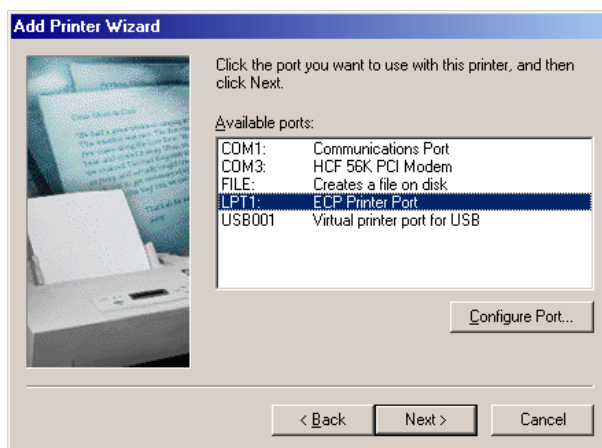 Add Printer Wizard
Click the port you want to use with this printer, and then
click Next.
Available ports:
COM1: Communications Port
COM3: HCF 56K PCI Modem
FILE: Creates a file on disk
LPT1: ECP Printer Port
USB001 Virtual printer port for USB
Configure Port...
< Back Next > Cancel